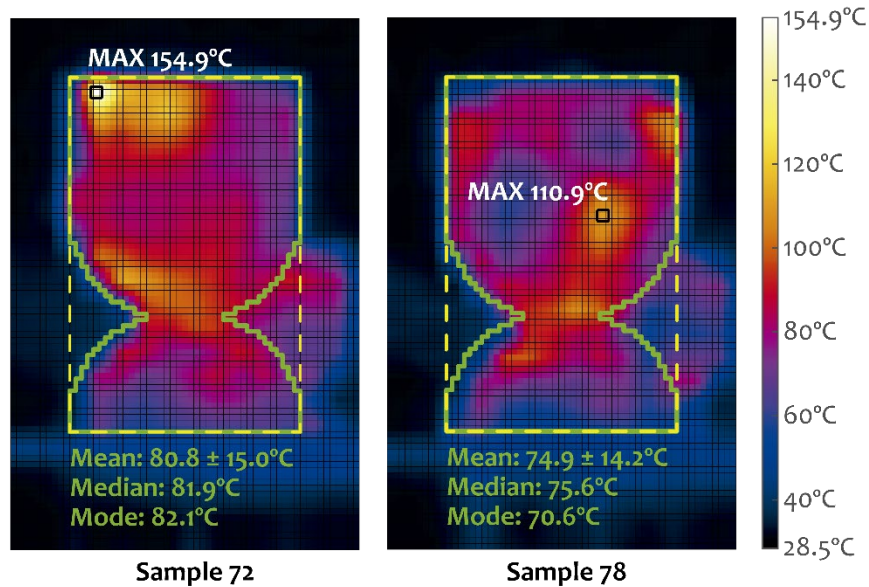 MAX 154.9°C
Mean: 80.8 ± 15.0°C
Median: 81.9°C
Mode: 82.1°C
Sample 72
MAX 110.9°C
Mean: 74.9 ± 14.2°C
Median: 75.6°C
Mode: 70.6°C
Sample 78
154.9°C
140°C
120°C
100°C
80°C
60°C
40°C
28.5°C